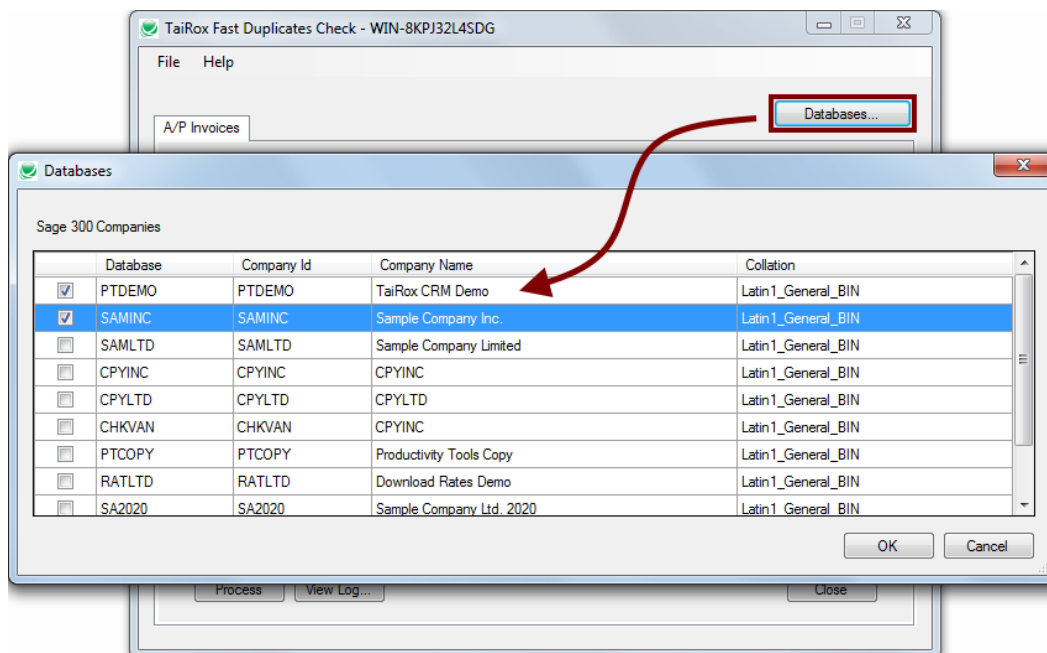 TaiRox Fast Duplicates Check - WIN-8KPJ32L4SDG
File Help
Databases...
A/P Invoices
Databases
Sage 300 Companies
Database Company Id Company Name Collation
PTDEMO PTDEMO TaiRox CRM Demo Latin1_General_BIN
SAMINC SAMINC Sample Company Inc. Latin1_General_BIN
SAMLTD SAMLTD Sample Company Limited Latin1_General_BIN
CPYINC CPYINC CPYINC Latin1_General_BIN
CPYLTD CPYLTD CPYLTD Latin1_General_BIN
CHKVAN CHKVAN CPYINC Latin1_General_BIN
PTCOPY PTCOPY Productivity Tools Copy Latin1_General_BIN
RATLTD RATLTD Download Rates Demo Latin1_General_BIN
SA2020 SA2020 Sample Company Ltd. 2020 Latin1_General_BIN
OK Cancel
Process View Log... Close